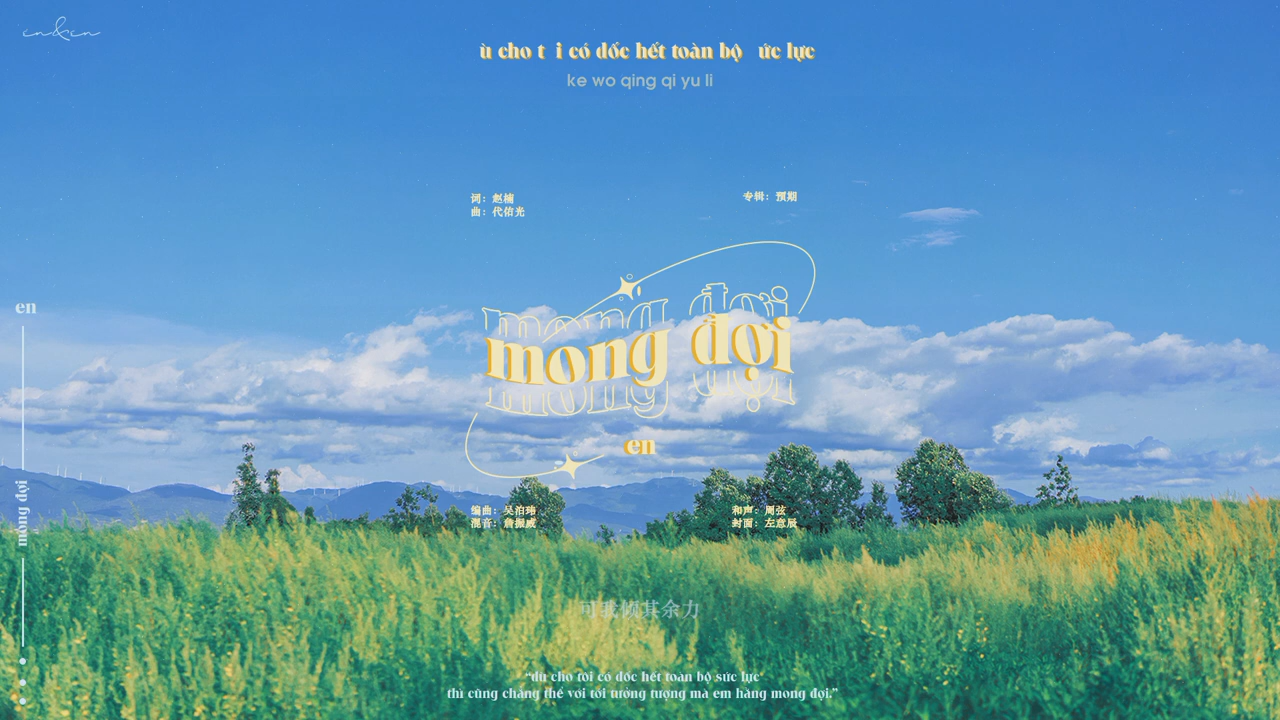 en&en
ù cho t i có dốc hết toàn bộ ức lực
ke wo qing qi yu li
词：赵楠
曲：代佑光
专辑：预期
mong đợi
en
en
mong đợi
编曲：吴泊玮
混音：詹振威
和声：周弦
封面：左意辰
可我倾其余力
“dù cho tôi có dốc hết toàn bộ sức lực
thì cũng chẳng thể với tới tưởng tượng mà em hằng mong đợi.”